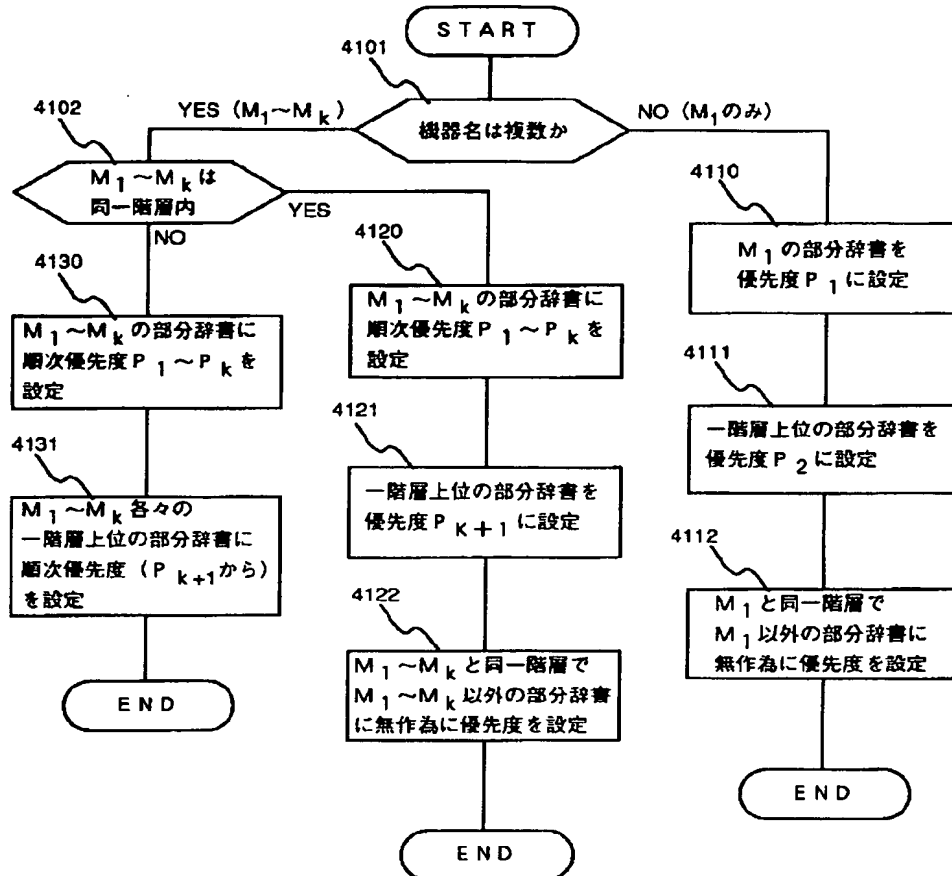 START
4101
YES (M1〜Mk)
機器名は複数か
NO (M1のみ)
4102
M1〜Mkは
同一階層内
YES
NO
4110
M1の部分辞書を
優先度P1に設定
4111
一階層上位の部分辞書を
優先度P2に設定
4112
M1と同一階層で
M1以外の部分辞書に
無作為に優先度を設定
END
4120
M1〜Mkの部分辞書に
順次優先度P1〜Pkを
設定
4121
一階層上位の部分辞書を
優先度PK+1に設定
4122
M1〜Mkと同一階層で
M1〜Mk以外の部分辞書
に無作為に優先度を設定
END
4130
M1〜Mkの部分辞書に
順次優先度P1〜Pkを
設定
4131
M1〜Mk各々の
一階層上位の部分辞書に
順次優先度(Pk+1から)
を設定
END